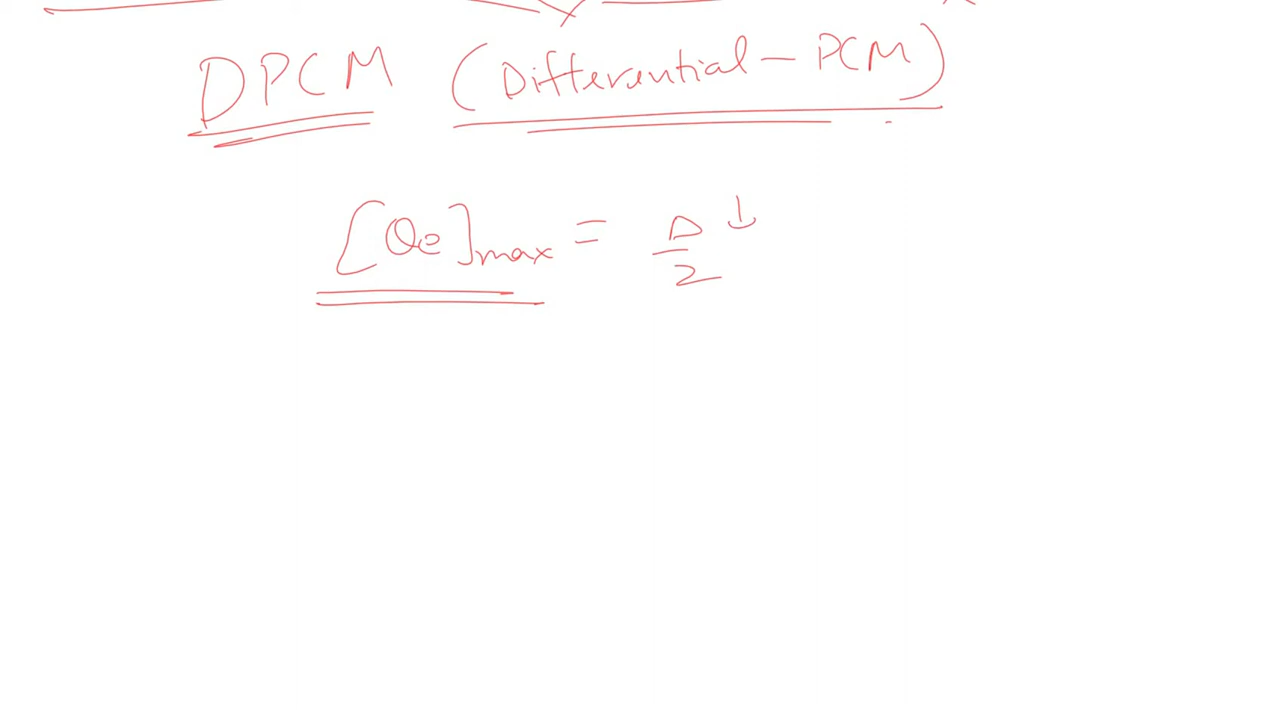 DPCM (Differential - PCM)
[Qe]max = Δ/2 ↓